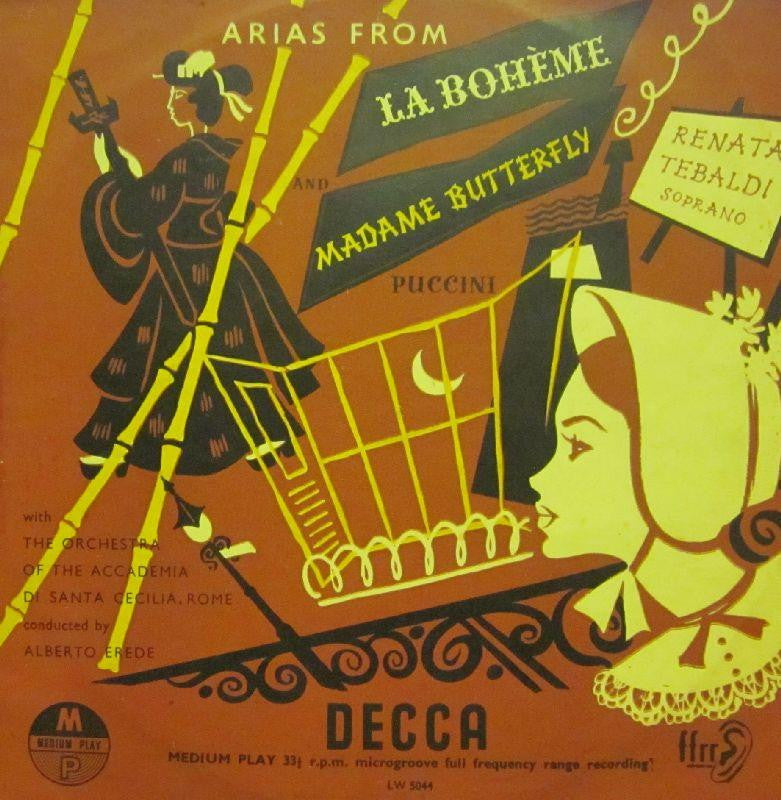 ARIAS FROM
LA BOHÈME
AND
MADAME BUTTERFLY
PUCCINI
RENATA
TEBALDI
SOPRANO
with
THE ORCHESTRA
OF THE ACCADEMIA
DI SANTA CECILIA, ROME
conducted by
ALBERTO EREDE
M
MEDIUM PLAY
P
DECCA
ffrr
MEDIUM PLAY 33⅓ r.p.m. microgroove full frequency range recording
LW 5044